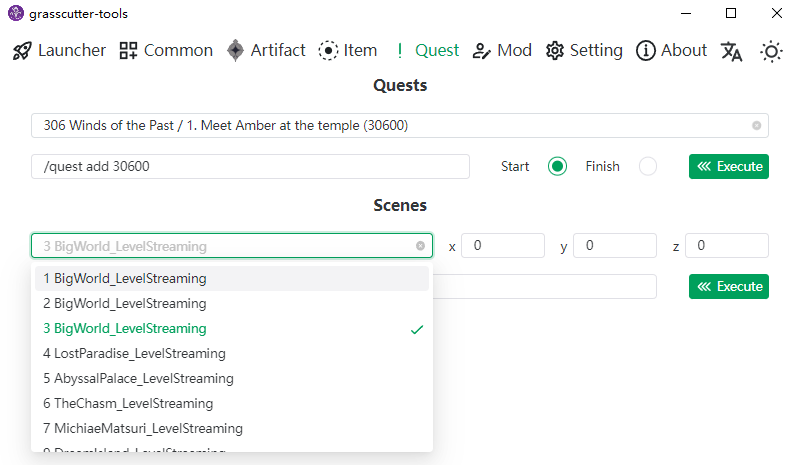 grasscutter-tools
Launcher Common Artifact Item Quest Mod Setting About
Quests
306 Winds of the Past / 1. Meet Amber at the temple (30600)
/quest add 30600 Start Finish Execute
Scenes
3 BigWorld_LevelStreaming x 0 y 0 z 0
1 BigWorld_LevelStreaming
Execute
2 BigWorld_LevelStreaming
3 BigWorld_LevelStreaming
4 LostParadise_LevelStreaming
5 AbyssalPalace_LevelStreaming
6 TheChasm_LevelStreaming
7 MichiaeMatsuri_LevelStreaming